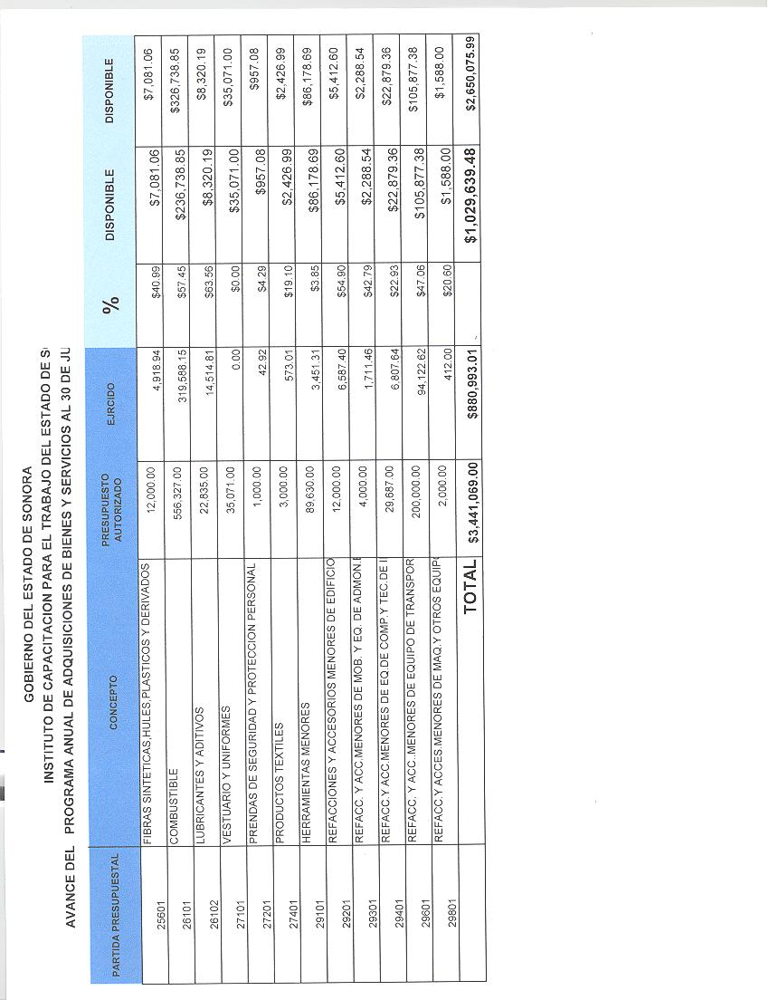 GOBIERNO DEL ESTADO DE SONORA
INSTITUTO DE CAPACITACION PARA EL TRABAJO DEL ESTADO DE S
AVANCE DEL PROGRAMA ANUAL DE ADQUISICIONES DE BIENES Y SERVICIOS AL 30 DE JU
PARTIDA PRESUPUESTAL CONCEPTO PRESUPUESTO AUTORIZADO EJRCIDO % DISPONIBLE DISPONIBLE
25601 FIBRAS SINTETICAS,HULES,PLASTICOS Y DERIVADOS 12,000.00 4,918.94 $40.99 $7,081.06 $7,081.06
26101 COMBUSTIBLE 556,327.00 319,588.15 $57.45 $236,738.85 $326,738.85
26102 LUBRICANTES Y ADITIVOS 22,835.00 14,514.81 $63.56 $8,320.19 $8,320.19
27101 VESTUARIO Y UNIFORMES 35,071.00 0.00 $0.00 $35,071.00 $35,071.00
27201 PRENDAS DE SEGURIDAD Y PROTECCION PERSONAL 1,000.00 42.92 $4.29 $957.08 $957.08
27401 PRODUCTOS TEXTILES 3,000.00 573.01 $19.10 $2,426.99 $2,426.99
29101 HERRAMIENTAS MENORES 89,630.00 3,451.31 $3.85 $86,178.69 $86,178.69
29201 REFACCIONES Y ACCESORIOS MENORES DE EDIFICIO 12,000.00 6,587.40 $54.90 $5,412.60 $5,412.60
29301 REFACC. Y ACC.MENORES DE MOB. Y EQ. DE ADMON. 4,000.00 1,711.46 $42.79 $2,288.54 $2,288.54
29401 REFACC.Y ACC.MENORES DE EQ.DE COMP.Y TEC.DE I 29,687.00 6,807.64 $22.93 $22,879.36 $22,879.36
29601 REFACC. Y ACC..MENORES DE EQUIPO DE TRANSPOR 200,000.00 94,122.62 $47.06 $105,877.38 $105,877.38
29801 REFACC.Y ACCES.MENORES DE MAQ.Y OTROS EQUIP 2,000.00 412.00 $20.60 $1,588.00 $1,588.00
TOTAL $3,441,069.00 $880,993.01 $1,029,639.48 $2,650,075.99